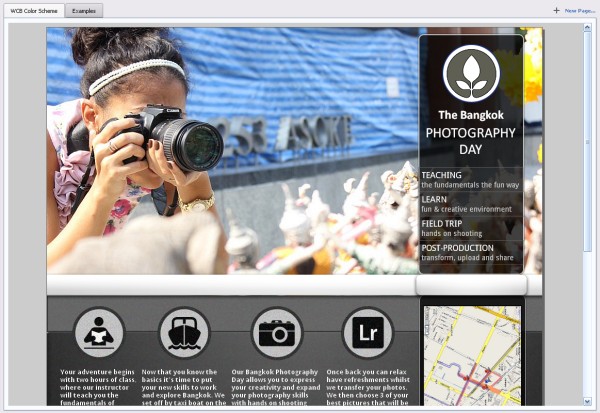 WCB Color Scheme
Examples
New Page...
253 ASOKE
The Bangkok
PHOTOGRAPHY
DAY
TEACHING
the fundamentals the fun way
LEARN
fun & creative environment
FIELD TRIP
hands on shooting
POST-PRODUCTION
transform, upload and share
Lr
Your adventure begins
with two hours of class,
where our instructor
will teach you the
fundamentals of
Now that you know the
basics it's time to put
your new skills to work
and explore Bangkok. We
set off by taxi boat on the
Our Bangkok Photography
Day allows you to express
your creativity and expand
your photography skills
with hands on shooting
Once back you can relax
have refreshments whilst
we transfer your photos.
We then choose 3 of your
best pictures that will be